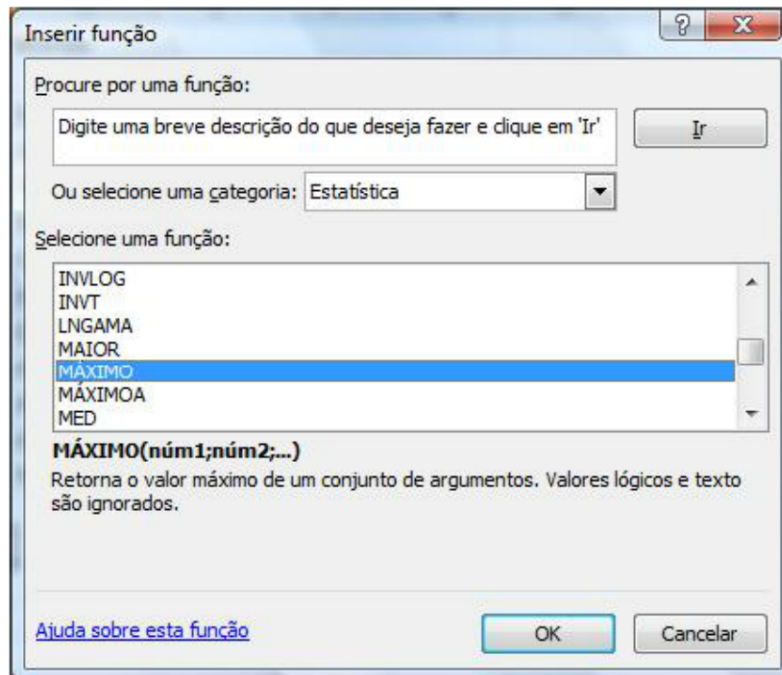 Inserir função
Procure por uma função:
Digite uma breve descrição do que deseja fazer e clique em 'Ir'
Ir
Ou selecione uma categoria: Estatística
Selecione uma função:
INVLOG
INVT
LNGAMA
MAIOR
MÁXIMO
MÁXIMOA
MED
MÁXIMO(núm1;núm2;...)
Retorna o valor máximo de um conjunto de argumentos. Valores lógicos e texto
são ignorados.
Ajuda sobre esta função
OK
Cancelar